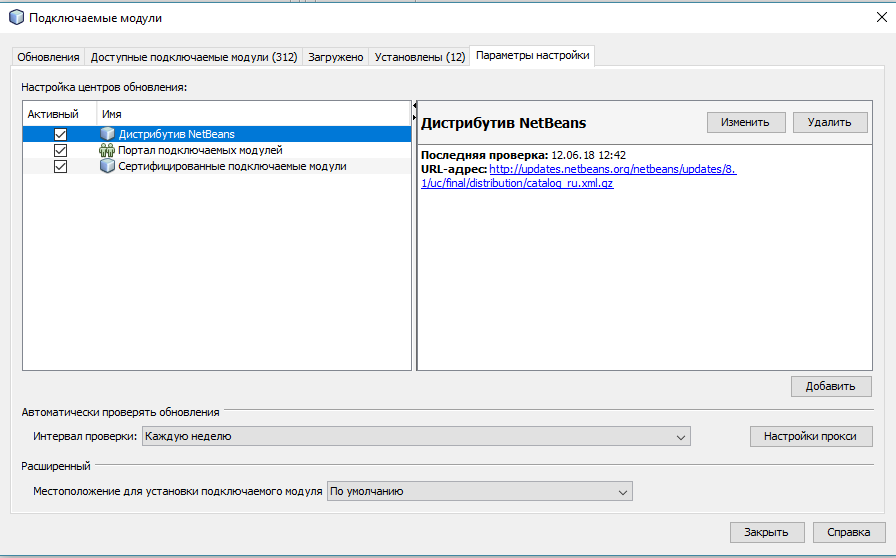 Подключаемые модули
Обновления Доступные подключаемые модули (312) Загружено Установлены (12) Параметры настройки
Настройка центров обновления:
Активный Имя
Дистрибутив NetBeans
Портал подключаемых модулей
Сертифицированные подключаемые модули
Дистрибутив NetBeans Изменить Удалить
Последняя проверка: 12.06.18 12:42
URL-адрес: http://updates.netbeans.org/netbeans/updates/8.
1/uc/final/distribution/catalog_ru.xml.gz
Добавить
Автоматически проверять обновления
Интервал проверки: Каждую неделю Настройки прокси
Расширенный
Местоположение для установки подключаемого модуля По умолчанию
Закрыть Справка